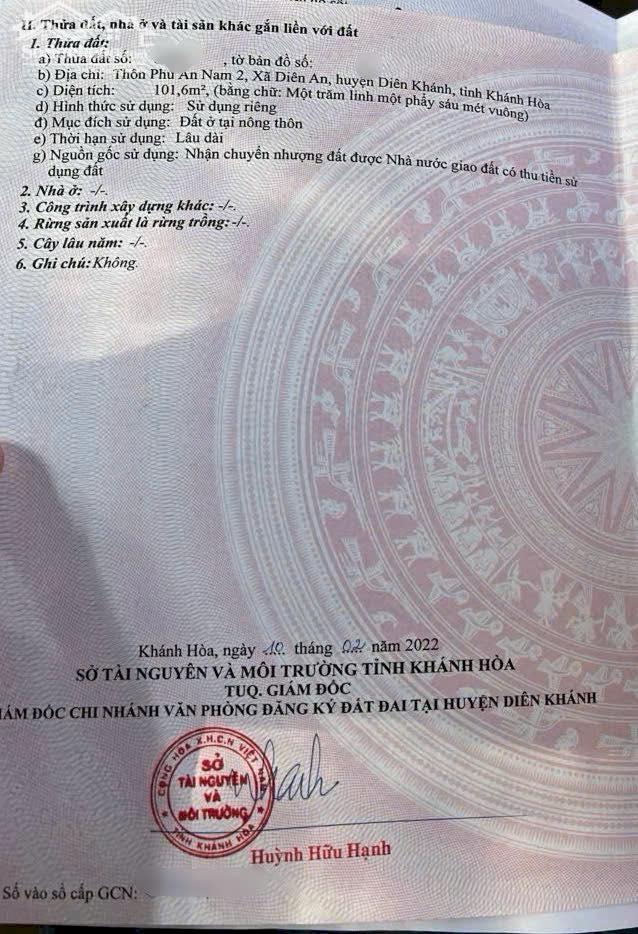 II. Thửa đất, nhà ở và tài sản khác gắn liền với đất
1. Thửa đất:
a) Thửa đất số: , tờ bản đồ số:
b) Địa chỉ: Thôn Phú An Nam 2, Xã Diên An, huyện Diên Khánh, tỉnh Khánh Hòa
c) Diện tích: 101,6m², (bằng chữ: Một trăm linh một phẩy sáu mét vuông)
d) Hình thức sử dụng: Sử dụng riêng
đ) Mục đích sử dụng: Đất ở tại nông thôn
e) Thời hạn sử dụng: Lâu dài
g) Nguồn gốc sử dụng: Nhận chuyển nhượng đất được Nhà nước giao đất có thu tiền sử
dụng đất
2. Nhà ở: -/-.
3. Công trình xây dựng khác: -/-.
4. Rừng sản xuất là rừng trồng: -/-.
5. Cây lâu năm: -/-.
6. Ghi chú: Không.
Khánh Hòa, ngày 10 tháng 02 năm 2022
SỞ TÀI NGUYÊN VÀ MÔI TRƯỜNG TỈNH KHÁNH HÒA
TUQ. GIÁM ĐỐC
IÁM ĐỐC CHI NHÁNH VĂN PHÒNG ĐĂNG KÝ ĐẤT ĐAI TẠI HUYỆN DIÊN KHÁNH
CỘNG HÒA X.H.C.N VIỆT NAM
SỞ
TÀI NGUYÊN
VÀ
MÔI TRƯỜNG
TỈNH KHÁNH HÒA
Huỳnh Hữu Hạnh
Số vào sổ cấp GCN: